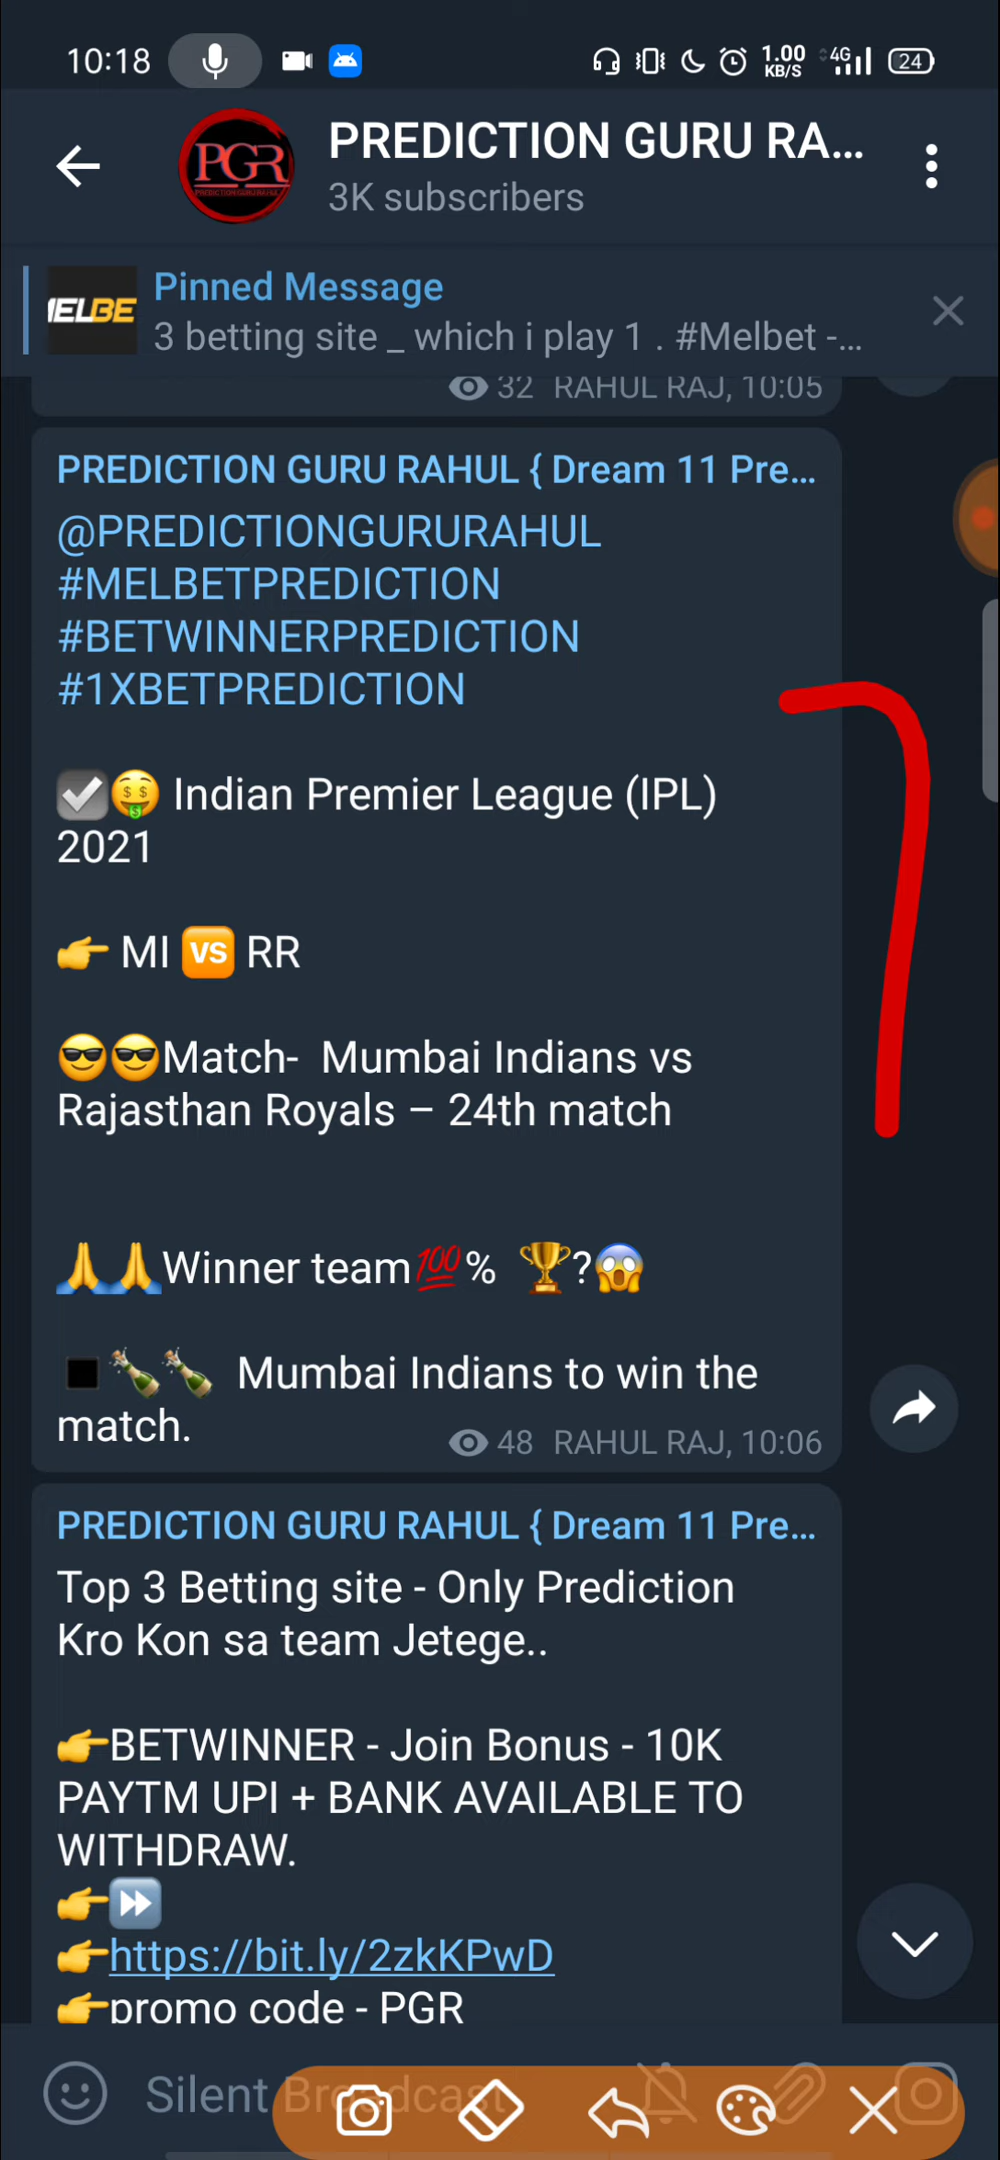 10:18
1.00
KB/S
4G
24
PGR
PREDICTION GURU RA...
3K subscribers
Pinned Message
3 betting site _ which i play 1 . #Melbet -...
32 RAHUL RAJ, 10:05
PREDICTION GURU RAHUL { Dream 11 Pre...
@PREDICTIONGURURAHUL
#MELBETPREDICTION
#BETWINNERPREDICTION
#1XBETPREDICTION
Indian Premier League (IPL)
2021
👉 MI 🆚 RR
😎😎Match- Mumbai Indians vs
Rajasthan Royals – 24th match
🙏🙏Winner team💯% 🏆?😱
◾🍾🍾 Mumbai Indians to win the
match.
48 RAHUL RAJ, 10:06
PREDICTION GURU RAHUL { Dream 11 Pre...
Top 3 Betting site - Only Prediction
Kro Kon sa team Jetege..
👉BETWINNER - Join Bonus - 10K
PAYTM UPI + BANK AVAILABLE TO
WITHDRAW.
👉⏩
👉https://bit.ly/2zkKPwD
👉promo code - PGR
Silent Broadcast